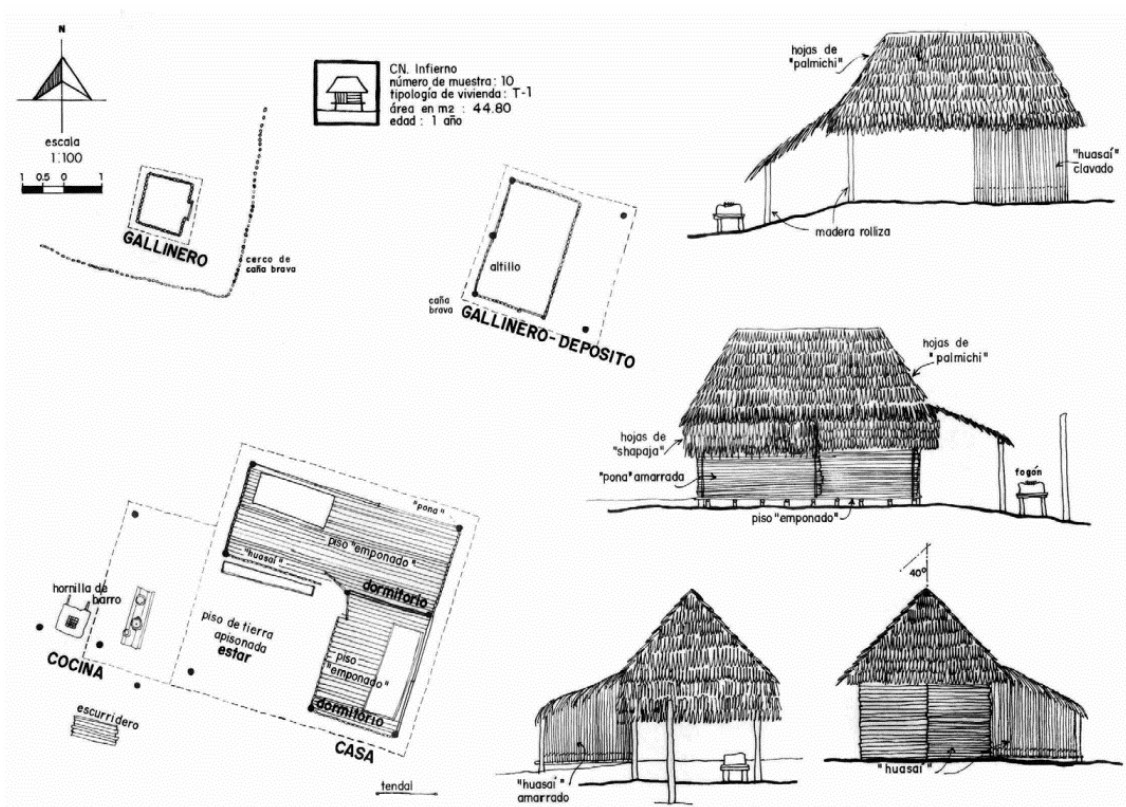 N
escala
1:100
1 0.5 0 1
CN. Infierno
número de muestra: 10
tipología de vivienda: T-1
área en m2 : 44.80
edad : 1 año
GALLINERO
cerco de
caña brava
altillo
caña
brava
GALLINERO-DEPOSITO
hojas de
"palmichi"
"huasaí"
clavado
madera rolliza
hojas de
"palmichi"
hojas de
"shapaja"
"pona" amarrada
fogón
piso "emponado"
"pona"
piso "emponado"
"huasaí"
dormitorio
hornilla de
barro
piso de tierra
apisonada
estar
piso
"emponado"
COCINA
dormitorio
escurridero
CASA
tendal
40°
"huasaí"
amarrado
"huasaí"